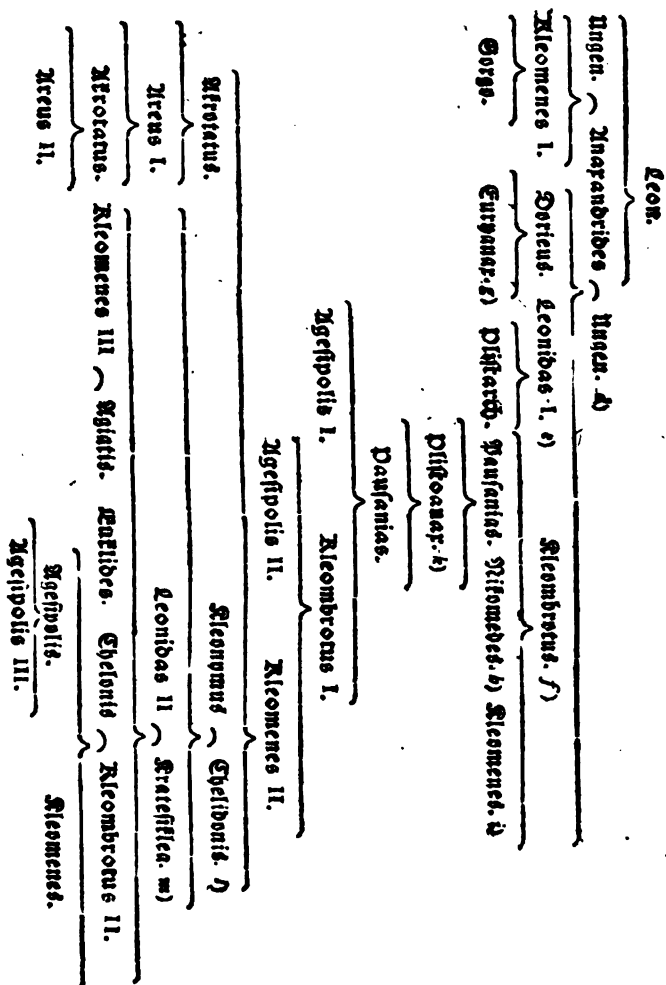 Leon.
Ungen. ⏜ Anaxandrides ⏜ Ungen. d)
Kleomenes I. Dorieus. Leonidas I. e) Kleombrotus. f)
Gorgo. Euryanax. g) Plistarch. Pausanias. Nikomedes. h) Kleomenes. i)
Plistoanax. k)
Pausanias.
Agesipolis I. Kleombrotus I.
Agesipolis II. Kleomenes II.
Akrotatus. Kleonymus ⏜ Chelidonis. l)
Areus I. Leonidas II ⏜ Kratesiklea. m)
Akrotatus. Kleomenes III ⏜ Agiatis. Euklides. Chelonis ⏜ Kleombrotus II.
Areus II. Agesipolis. Kleomenes.
Agesipolis III.